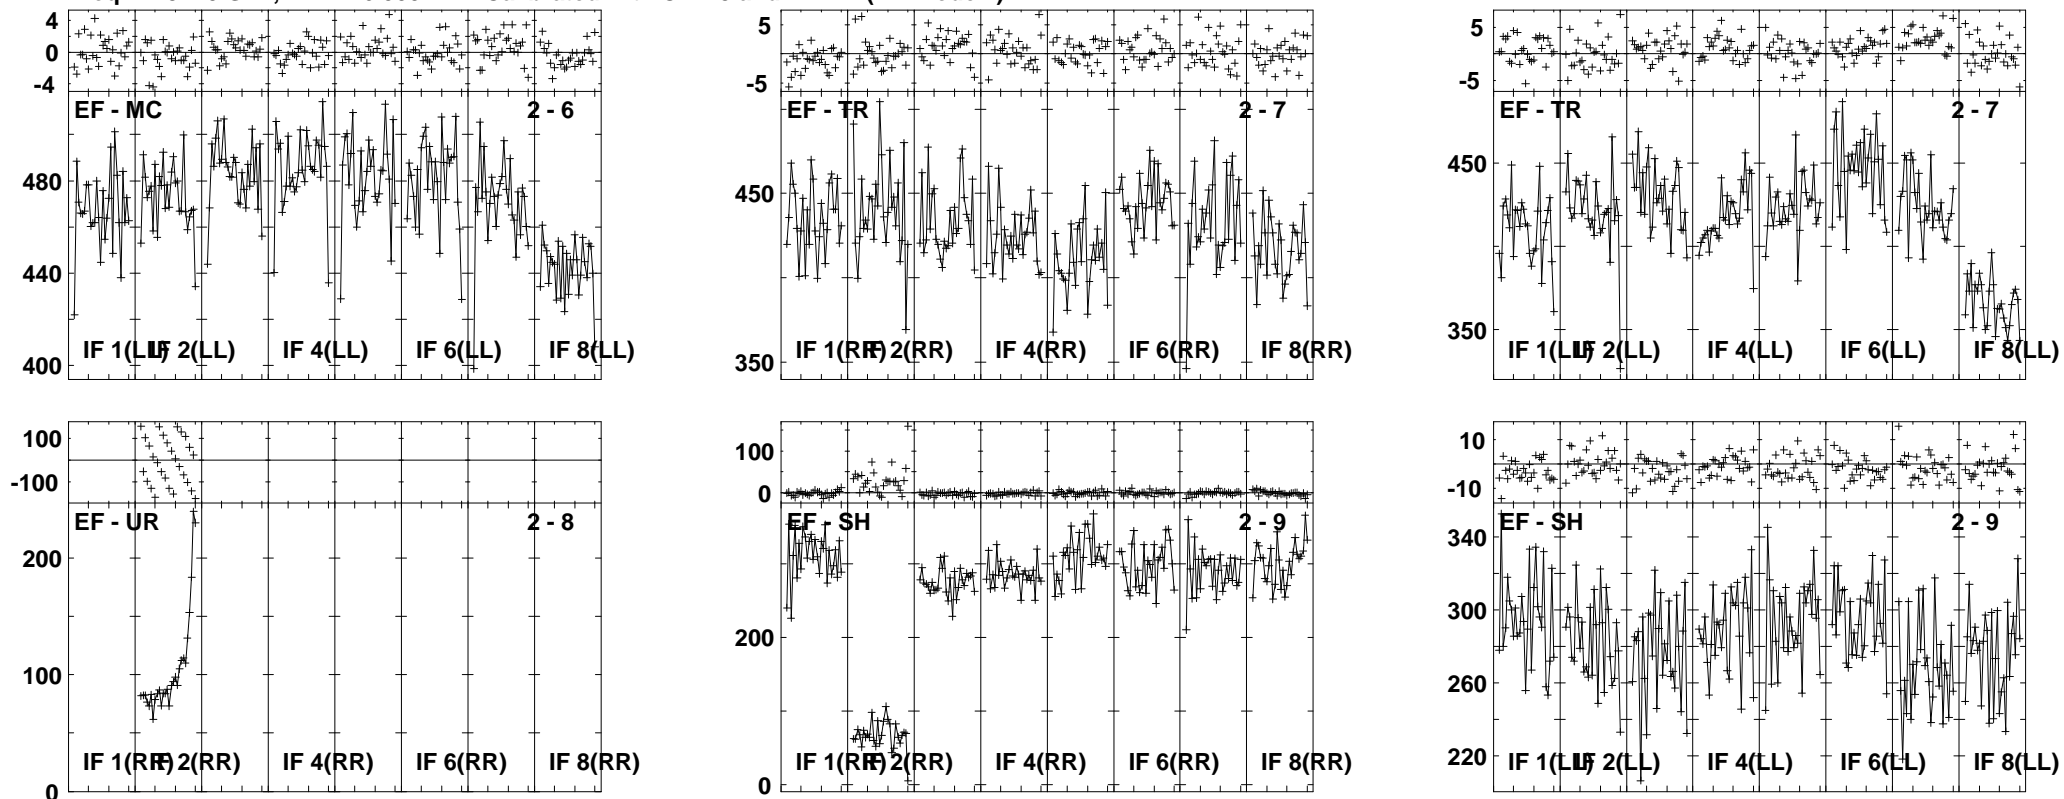 4
0
-4
EF - MC
2 - 6
480
440
400
IF 1(LL)
IF 2(LL)
IF 4(LL)
IF 6(LL)
IF 8(LL)
5
-5
EF - TR
2 - 7
450
350
IF 1(RR)
IF 2(RR)
IF 4(RR)
IF 6(RR)
IF 8(RR)
5
-5
EF - TR
2 - 7
450
350
IF 1(LL)
IF 2(LL)
IF 4(LL)
IF 6(LL)
IF 8(LL)
100
-100
EF - UR
2 - 8
200
100
0
IF 1(RR)
IF 2(RR)
IF 4(RR)
IF 6(RR)
IF 8(RR)
100
0
EF - SH
2 - 9
200
0
IF 1(RR)
IF 2(RR)
IF 4(RR)
IF 6(RR)
IF 8(RR)
10
-10
EF - SH
2 - 9
340
300
260
220
IF 1(LL)
IF 2(LL)
IF 4(LL)
IF 6(LL)
IF 8(LL)